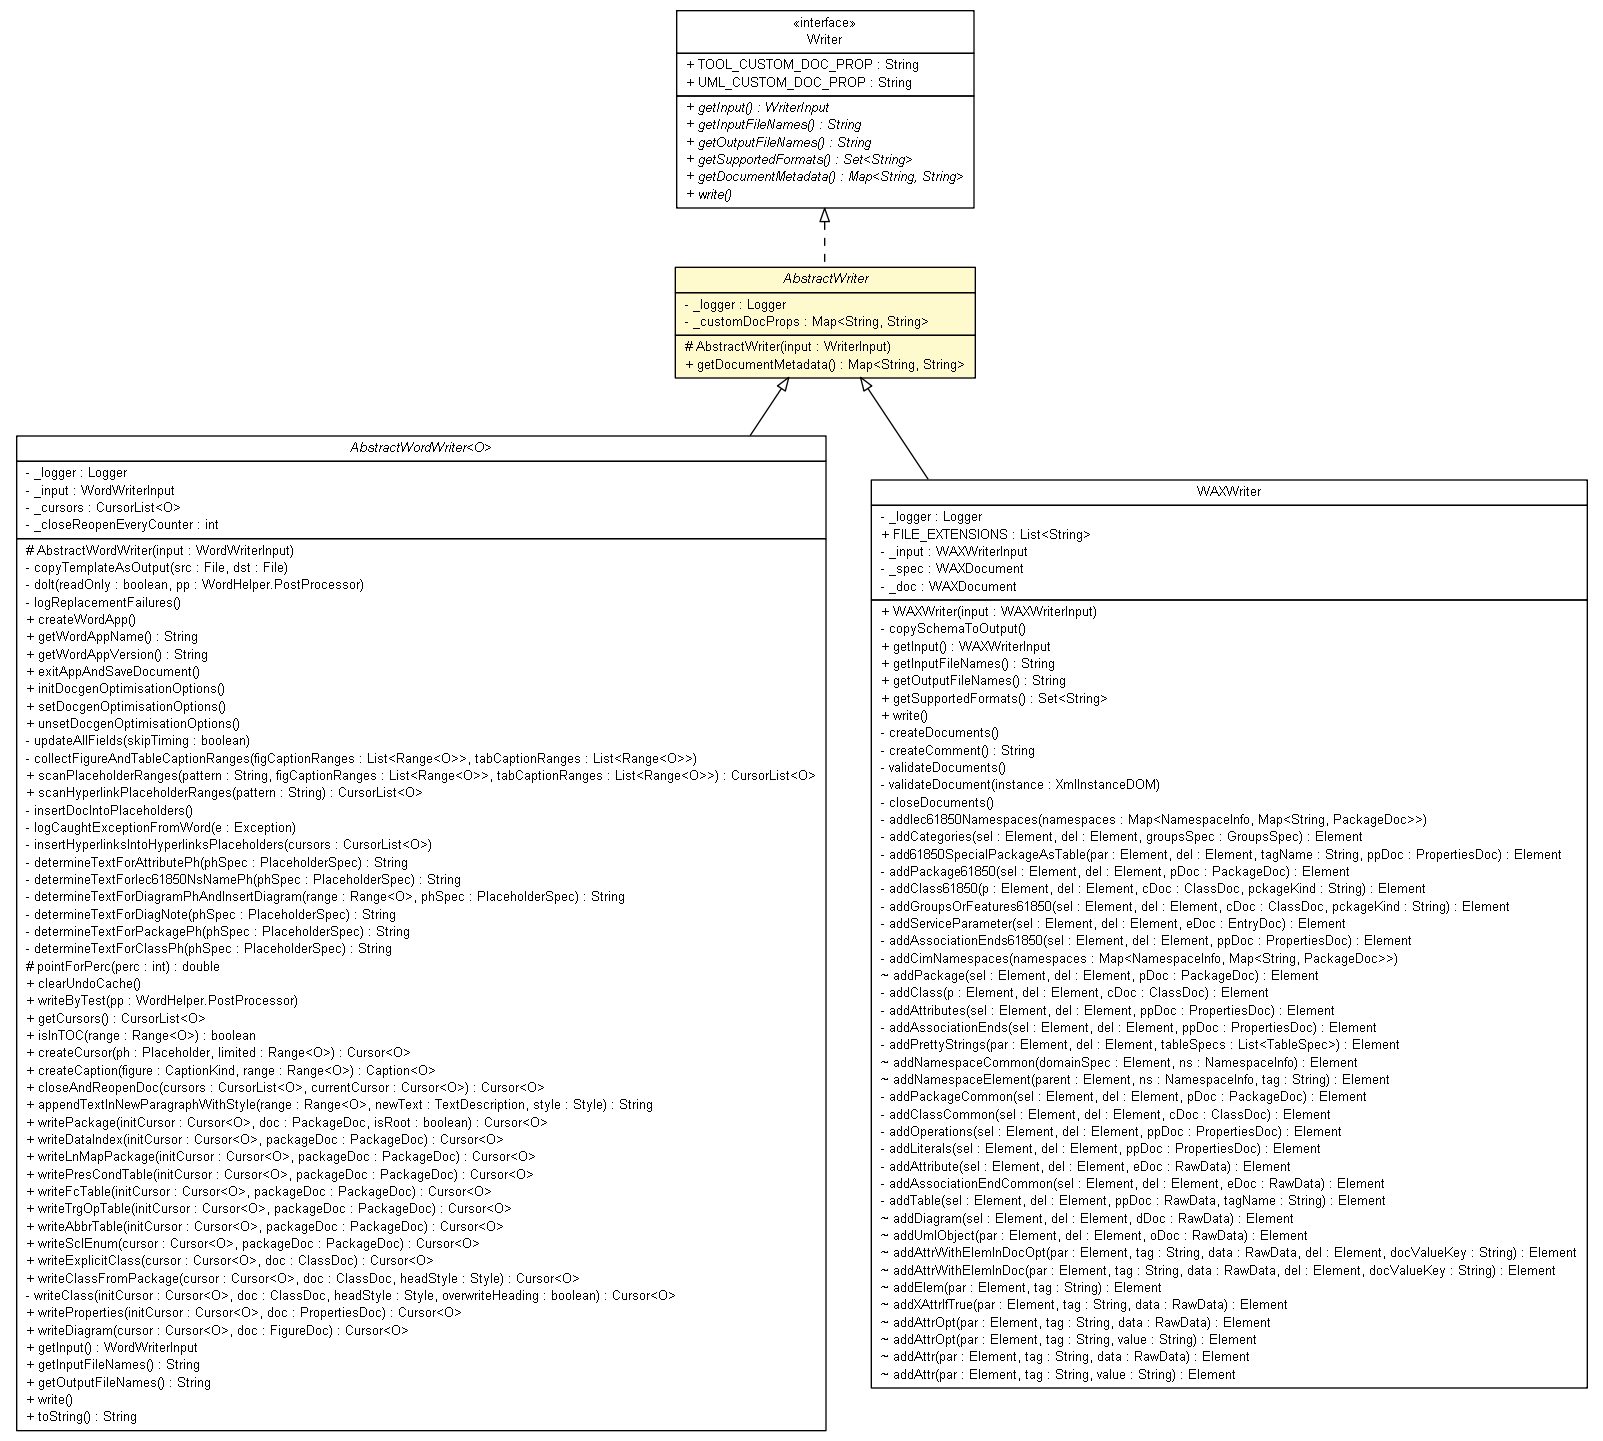 «interface»
Writer
+ TOOL_CUSTOM_DOC_PROP : String
+ UML_CUSTOM_DOC_PROP : String
+ getInput() : WriterInput
+ getInputFileNames() : String
+ getOutputFileNames() : String
+ getSupportedFormats() : Set<String>
+ getDocumentMetadata() : Map<String, String>
+ write()
AbstractWriter
- _logger : Logger
- _customDocProps : Map<String, String>
# AbstractWriter(input : WriterInput)
+ getDocumentMetadata() : Map<String, String>
AbstractWordWriter<O>
- _logger : Logger
- _input : WordWriterInput
- _cursors : CursorList<O>
- _closeReopenEveryCounter : int
# AbstractWordWriter(input : WordWriterInput)
- copyTemplateAsOutput(src : File, dst : File)
- doIt(readOnly : boolean, pp : WordHelper.PostProcessor)
- logReplacementFailures()
+ createWordApp()
+ getWordAppName() : String
+ getWordAppVersion() : String
+ exitAppAndSaveDocument()
+ initDocgenOptimisationOptions()
+ setDocgenOptimisationOptions()
+ unsetDocgenOptimisationOptions()
- updateAllFields(skipTiming : boolean)
- collectFigureAndTableCaptionRanges(figCaptionRanges : List<Range<O>>, tabCaptionRanges : List<Range<O>>)
+ scanPlaceholderRanges(pattern : String, figCaptionRanges : List<Range<O>>, tabCaptionRanges : List<Range<O>>) : CursorList<O>
+ scanHyperlinkPlaceholderRanges(pattern : String) : CursorList<O>
- insertDocIntoPlaceholders()
- logCaughtExceptionFromWord(e : Exception)
- insertHyperlinksIntoHyperlinksPlaceholders(cursors : CursorList<O>)
- determineTextForAttributePh(phSpec : PlaceholderSpec) : String
- determineTextForIec61850NsNamePh(phSpec : PlaceholderSpec) : String
- determineTextForDiagramPhAndInsertDiagram(range : Range<O>, phSpec : PlaceholderSpec) : String
- determineTextForDiagNote(phSpec : PlaceholderSpec) : String
- determineTextForPackagePh(phSpec : PlaceholderSpec) : String
- determineTextForClassPh(phSpec : PlaceholderSpec) : String
# pointForPerc(perc : int) : double
+ clearUndoCache()
+ writeByTest(pp : WordHelper.PostProcessor)
+ getCursors() : CursorList<O>
+ isInTOC(range : Range<O>) : boolean
+ createCursor(ph : Placeholder, limited : Range<O>) : Cursor<O>
+ createCaption(figure : CaptionKind, range : Range<O>) : Caption<O>
+ closeAndReopenDoc(cursors : CursorList<O>, currentCursor : Cursor<O>) : Cursor<O>
+ appendTextInNewParagraphWithStyle(range : Range<O>, newText : TextDescription, style : Style) : String
+ writePackage(initCursor : Cursor<O>, doc : PackageDoc, isRoot : boolean) : Cursor<O>
+ writeDataIndex(initCursor : Cursor<O>, packageDoc : PackageDoc) : Cursor<O>
+ writeLnMapPackage(initCursor : Cursor<O>, packageDoc : PackageDoc) : Cursor<O>
+ writePresCondTable(initCursor : Cursor<O>, packageDoc : PackageDoc) : Cursor<O>
+ writeFcTable(initCursor : Cursor<O>, packageDoc : PackageDoc) : Cursor<O>
+ writeTrgOpTable(initCursor : Cursor<O>, packageDoc : PackageDoc) : Cursor<O>
+ writeAbbrTable(initCursor : Cursor<O>, packageDoc : PackageDoc) : Cursor<O>
+ writeSclEnum(cursor : Cursor<O>, packageDoc : PackageDoc) : Cursor<O>
+ writeExplicitClass(cursor : Cursor<O>, doc : ClassDoc) : Cursor<O>
+ writeClassFromPackage(cursor : Cursor<O>, doc : ClassDoc, headStyle : Style) : Cursor<O>
- writeClass(initCursor : Cursor<O>, doc : ClassDoc, headStyle : Style, overwriteHeading : boolean) : Cursor<O>
+ writeProperties(initCursor : Cursor<O>, doc : PropertiesDoc) : Cursor<O>
+ writeDiagram(cursor : Cursor<O>, doc : FigureDoc) : Cursor<O>
+ getInput() : WordWriterInput
+ getInputFileNames() : String
+ getOutputFileNames() : String
+ write()
+ toString() : String
WAXWriter
- _logger : Logger
+ FILE_EXTENSIONS : List<String>
- _input : WAXWriterInput
- _spec : WAXDocument
- _doc : WAXDocument
+ WAXWriter(input : WAXWriterInput)
- copySchemaToOutput()
+ getInput() : WAXWriterInput
+ getInputFileNames() : String
+ getOutputFileNames() : String
+ getSupportedFormats() : Set<String>
+ write()
- createDocuments()
- createComment() : String
- validateDocuments()
- validateDocument(instance : XmlInstanceDOM)
- closeDocuments()
- addIec61850Namespaces(namespaces : Map<NamespaceInfo, Map<String, PackageDoc>>)
- addCategories(sel : Element, del : Element, groupsSpec : GroupsSpec) : Element
- add61850SpecialPackageAsTable(par : Element, del : Element, tagName : String, ppDoc : PropertiesDoc) : Element
- addPackage61850(sel : Element, del : Element, pDoc : PackageDoc) : Element
- addClass61850(p : Element, del : Element, cDoc : ClassDoc, pckageKind : String) : Element
- addGroupsOrFeatures61850(sel : Element, del : Element, cDoc : ClassDoc, pckageKind : String) : Element
- addServiceParameter(sel : Element, del : Element, eDoc : EntryDoc) : Element
- addAssociationEnds61850(sel : Element, del : Element, ppDoc : PropertiesDoc) : Element
- addCimNamespaces(namespaces : Map<NamespaceInfo, Map<String, PackageDoc>>)
~ addPackage(sel : Element, del : Element, pDoc : PackageDoc) : Element
- addClass(p : Element, del : Element, cDoc : ClassDoc) : Element
- addAttributes(sel : Element, del : Element, ppDoc : PropertiesDoc) : Element
- addAssociationEnds(sel : Element, del : Element, ppDoc : PropertiesDoc) : Element
- addPrettyStrings(par : Element, del : Element, tableSpecs : List<TableSpec>) : Element
~ addNamespaceCommon(domainSpec : Element, ns : NamespaceInfo) : Element
~ addNamespaceElement(parent : Element, ns : NamespaceInfo, tag : String) : Element
- addPackageCommon(sel : Element, del : Element, pDoc : PackageDoc) : Element
- addClassCommon(sel : Element, del : Element, cDoc : ClassDoc) : Element
- addOperations(sel : Element, del : Element, ppDoc : PropertiesDoc) : Element
- addLiterals(sel : Element, del : Element, ppDoc : PropertiesDoc) : Element
- addAttribute(sel : Element, del : Element, eDoc : RawData) : Element
- addAssociationEndCommon(sel : Element, del : Element, eDoc : RawData) : Element
- addTable(sel : Element, del : Element, ppDoc : RawData, tagName : String) : Element
~ addDiagram(sel : Element, del : Element, dDoc : RawData) : Element
~ addUmlObject(par : Element, del : Element, oDoc : RawData) : Element
~ addAttrWithElemInDocOpt(par : Element, tag : String, data : RawData, del : Element, docValueKey : String) : Element
~ addAttrWithElemInDoc(par : Element, tag : String, data : RawData, del : Element, docValueKey : String) : Element
~ addElem(par : Element, tag : String) : Element
~ addXAttrIfTrue(par : Element, tag : String, data : RawData) : Element
~ addAttrOpt(par : Element, tag : String, data : RawData) : Element
~ addAttrOpt(par : Element, tag : String, value : String) : Element
~ addAttr(par : Element, tag : String, data : RawData) : Element
~ addAttr(par : Element, tag : String, value : String) : Element